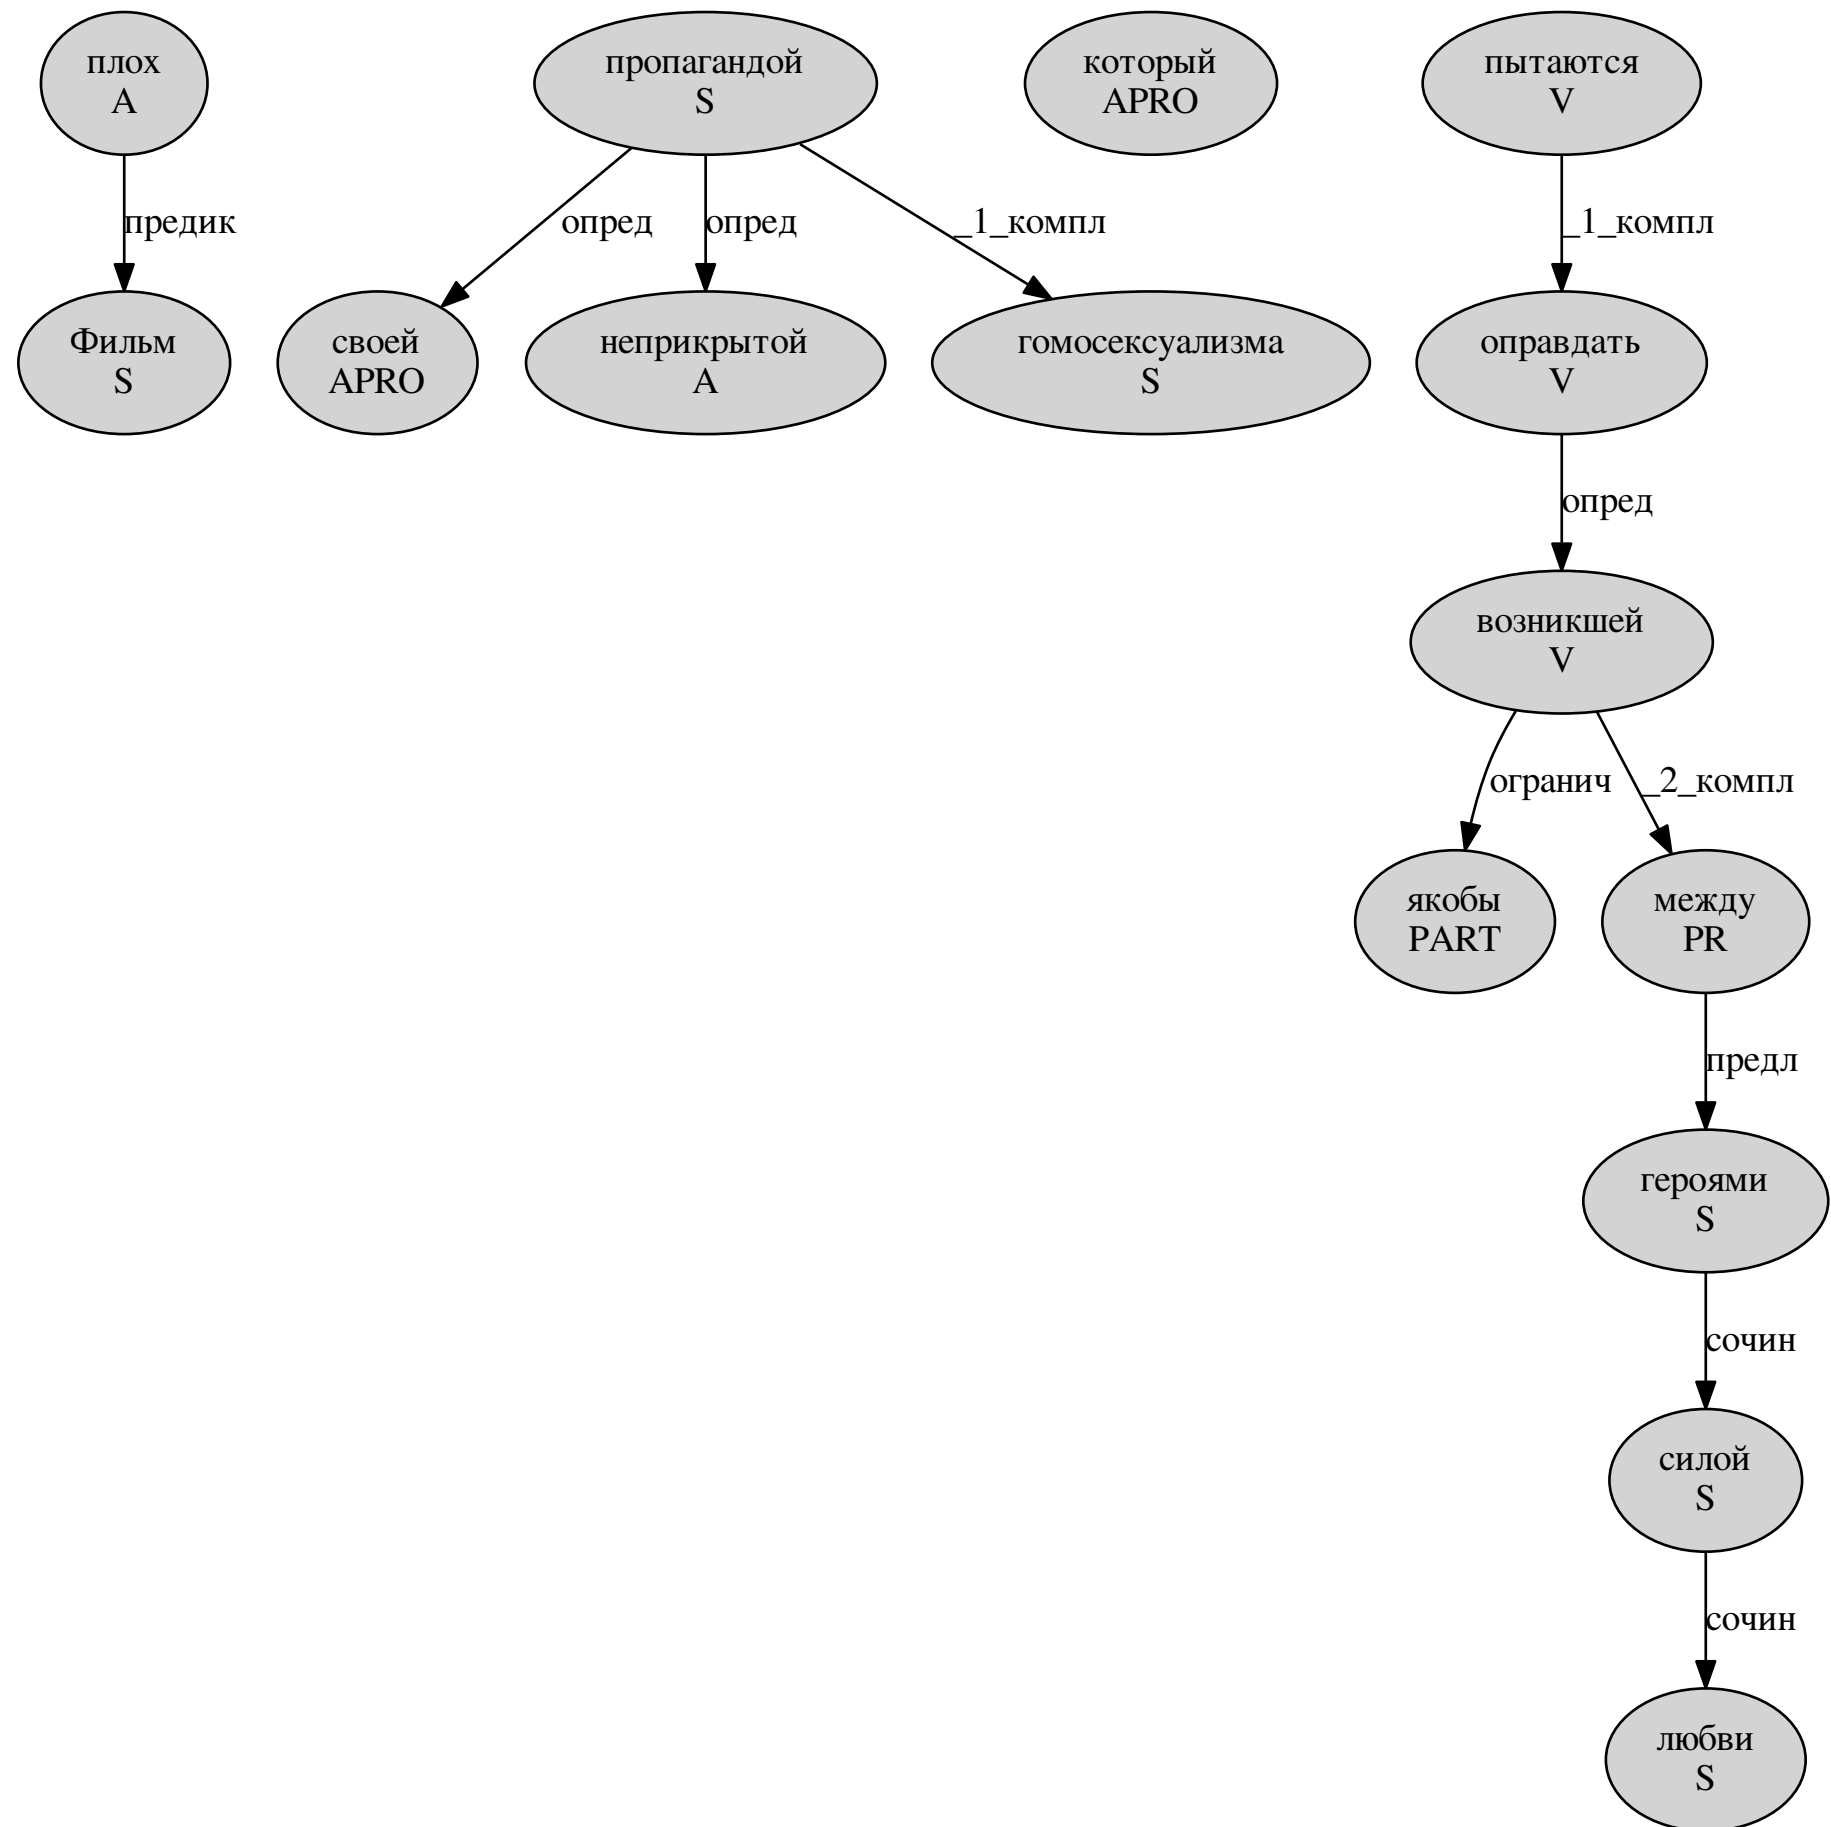 плох
A
пропагандой
S
который
APRO
пытаются
V
предик
опред
опред
_1_компл
_1_компл
Фильм
S
своей
APRO
неприкрытой
A
гомосексуализма
S
оправдать
V
опред
возникшей
V
огранич
_2_компл
якобы
PART
между
PR
предл
героями
S
сочин
силой
S
сочин
любви
S